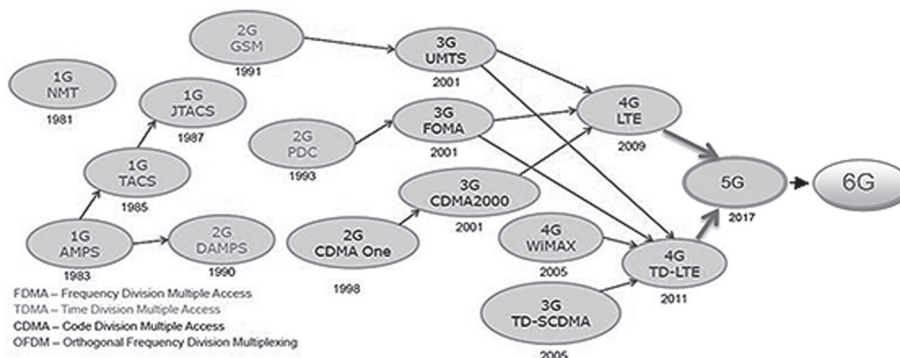 2G
GSM
1991
1G
NMT
1981
1G
JTACS
1987
1G
TACS
1985
1G
AMPS
1983
2G
DAMPS
1990
2G
PDC
1993
2G
CDMA One
1998
3G
UMTS
2001
3G
FOMA
2001
3G
CDMA2000
2001
4G
WiMAX
2005
3G
TD-SCDMA
2005
4G
LTE
2009
4G
TD-LTE
2011
5G
2017
6G
FDMA – Frequency Division Multiple Access
TDMA – Time Division Multiple Access
CDMA – Code Division Multiple Access
OFDM – Orthogonal Frequency Division Multiplexing